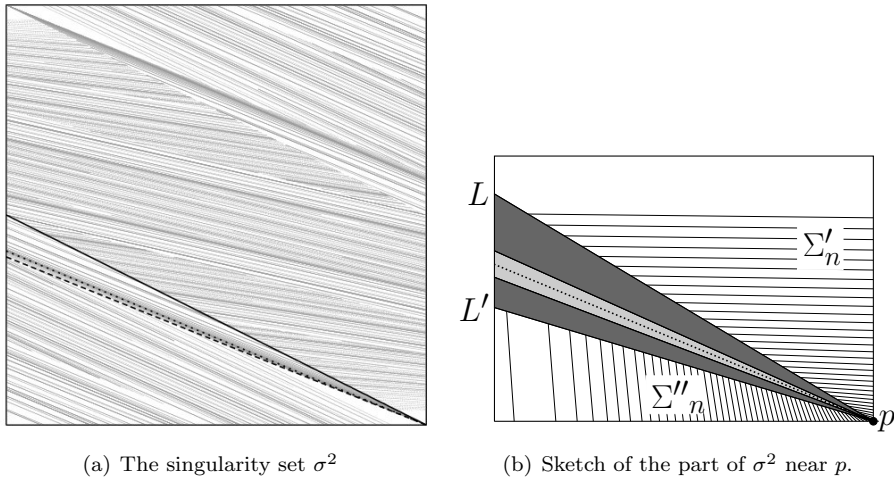 L
Σ′ₙ
L′
Σ″ₙ
p
(a) The singularity set σ²
(b) Sketch of the part of σ² near p.